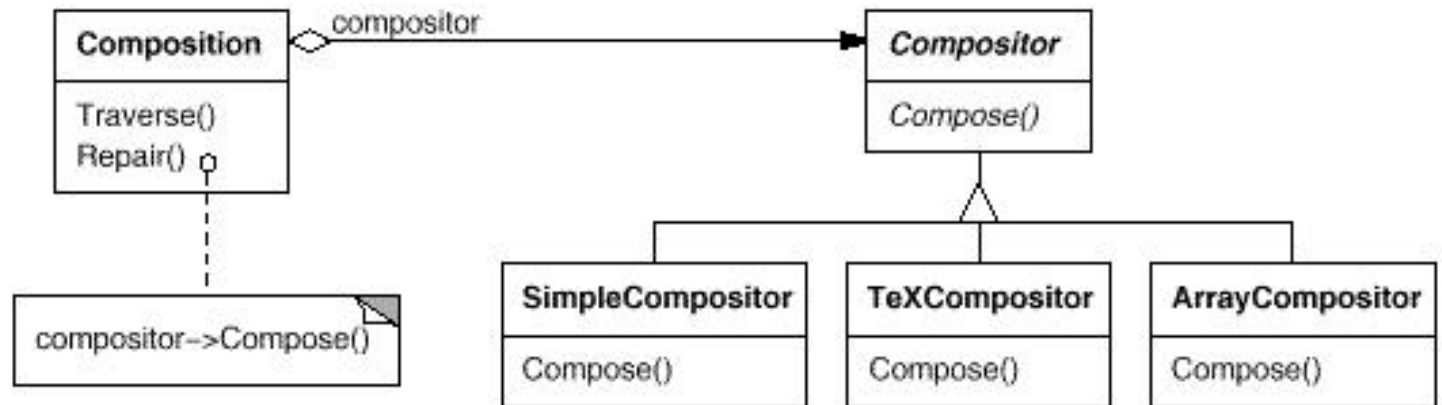 Composition
compositor
Compositor
Traverse()
Repair()
Compose()
compositor->Compose()
SimpleCompositor
Compose()
TeXCompositor
Compose()
ArrayCompositor
Compose()